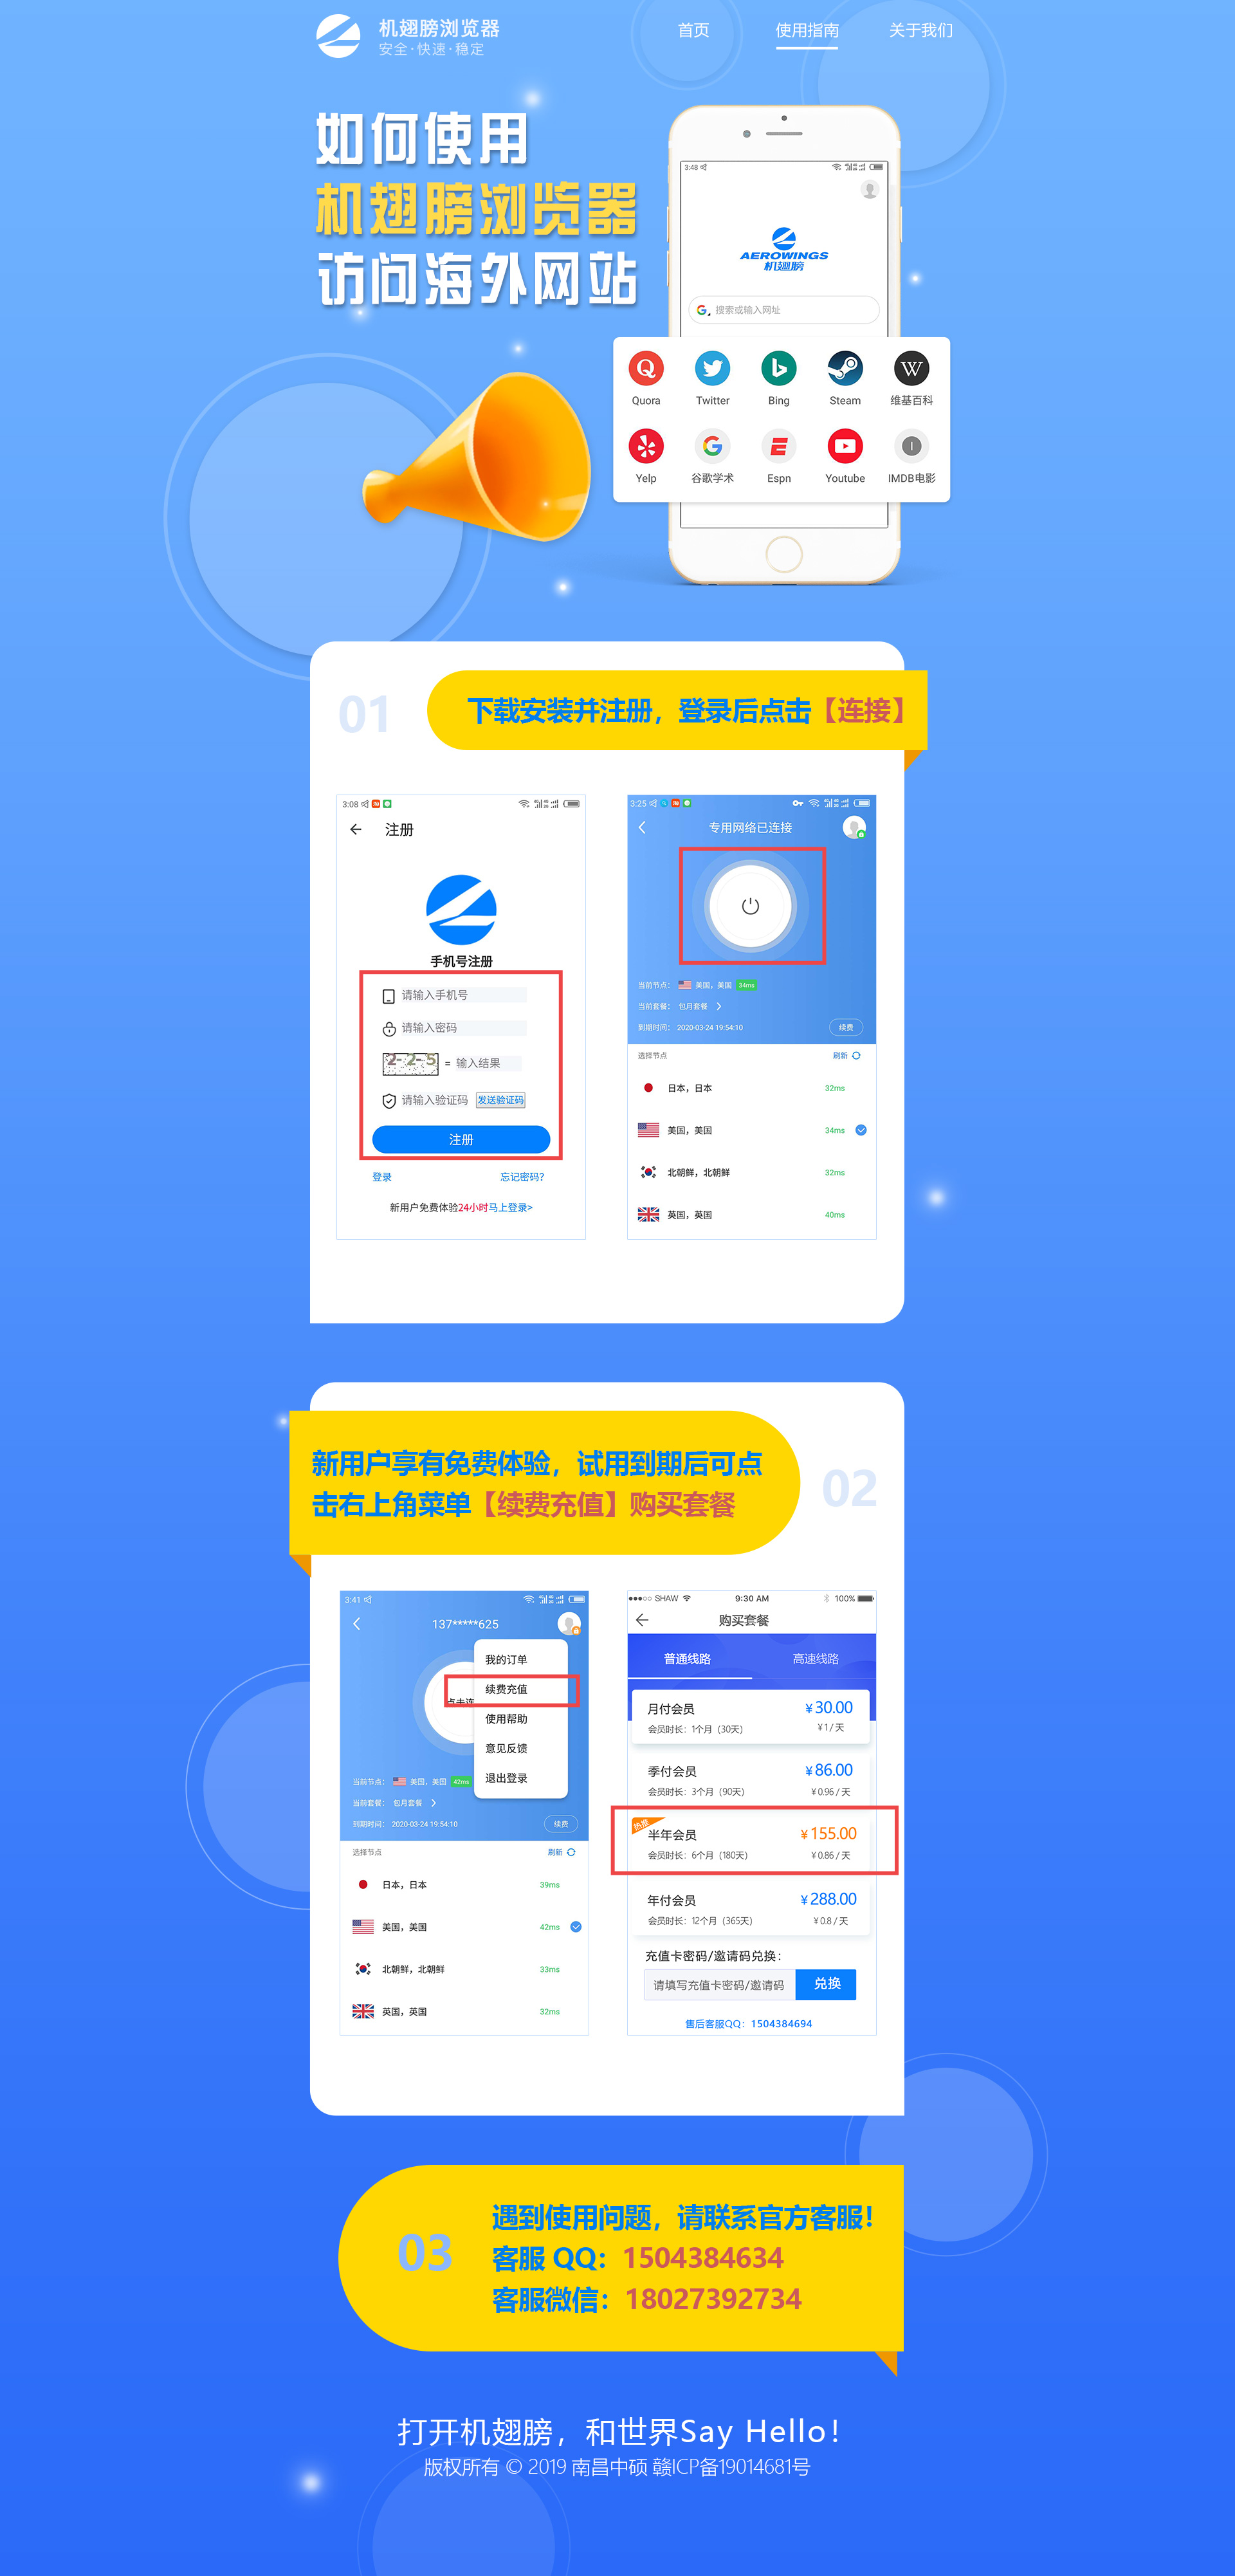 机翅膀浏览器
安全·快速·稳定
首页
使用指南
关于我们
如何使用
机翅膀浏览器
访问海外网站
3:48
AEROWINGS
机翅膀
搜索或输入网址
Quora
Twitter
Bing
Steam
维基百科
Yelp
谷歌学术
Espn
Youtube
IMDB电影
01
下载安装并注册，登录后点击【连接】
3:08
注册
手机号注册
请输入手机号
请输入密码
2-2-5 = 输入结果
请输入验证码 发送验证码
注册
登录
忘记密码?
新用户免费体验24小时马上登录>
3:25
专用网络已连接
当前节点： 美国，美国 34ms
当前套餐： 包月套餐
到期时间： 2020-03-24 19:54:10
续费
选择节点
刷新
日本，日本 32ms
美国，美国 34ms
北朝鲜，北朝鲜 32ms
英国，英国 40ms
新用户享有免费体验，试用到期后可点
击右上角菜单【续费充值】购买套餐
02
3:41
137*****625
我的订单
续费充值
使用帮助
意见反馈
退出登录
点击连
当前节点： 美国，美国 42ms
当前套餐： 包月套餐
到期时间： 2020-03-24 19:54:10
续费
选择节点
刷新
日本，日本 39ms
美国，美国 42ms
北朝鲜，北朝鲜 33ms
英国，英国 32ms
SHAW
9:30 AM
100%
购买套餐
普通线路
高速线路
月付会员 ¥30.00
会员时长：1个月（30天） ¥1/天
季付会员 ¥86.00
会员时长：3个月（90天） ¥0.96/天
热推
半年会员 ¥155.00
会员时长：6个月（180天） ¥0.86/天
年付会员 ¥288.00
会员时长：12个月（365天） ¥0.8/天
充值卡密码/邀请码兑换：
请填写充值卡密码/邀请码
兑换
售后客服QQ：1504384694
03
遇到使用问题，请联系官方客服！
客服 QQ：1504384634
客服微信：18027392734
打开机翅膀，和世界Say Hello！
版权所有 © 2019 南昌中硕 赣ICP备19014681号